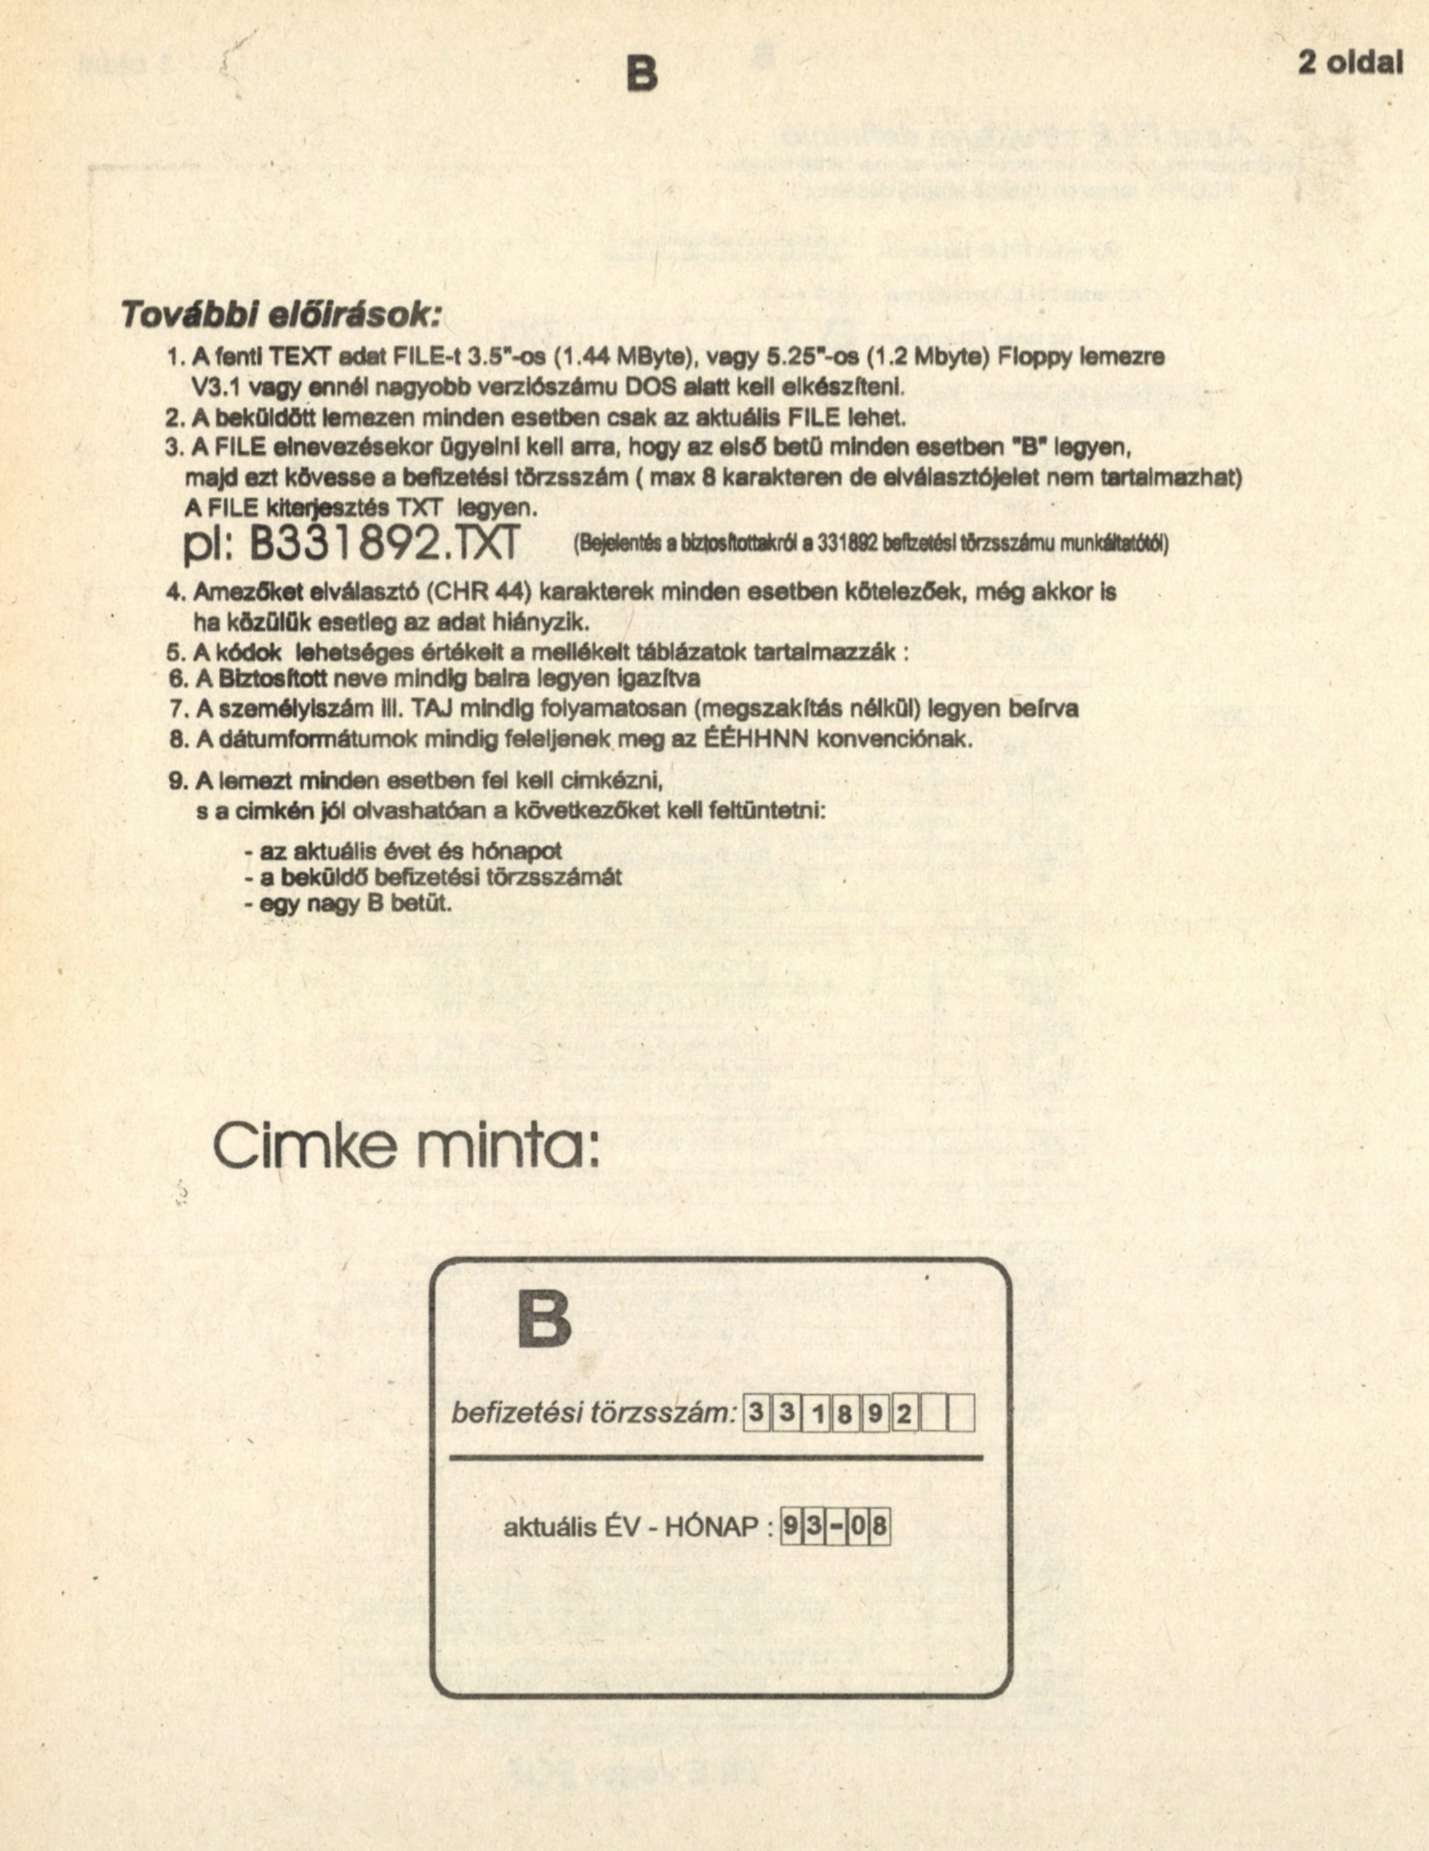 B
2 oldal
További előirások:
1. A fenti TEXT adat FILE-t 3.5"-os (1.44 MByte), vagy 5.25"-os (1.2 Mbyte) Floppy lemezre
V3.1 vagy ennél nagyobb verziószámu DOS alatt kell elkészíteni.
2. A beküldött lemezen minden esetben csak az aktuális FILE lehet.
3. A FILE elnevezésekor ügyelni kell arra, hogy az első betü minden esetben "B" legyen,
majd ezt kövesse a befizetési törzsszám ( max 8 karakteren de elválasztójelet nem tartalmazhat)
A FILE kiterjesztés TXT legyen.
pl: B331892.TXT (Bejelentés a biztosítottakról a 331892 befizetési törzsszámu munkáltatótól)
4. Amezőket elválasztó (CHR 44) karakterek minden esetben kötelezőek, még akkor is
ha közülük esetleg az adat hiányzik.
5. A kódok lehetséges értékeit a mellékelt táblázatok tartalmazzák :
6. A Biztosított neve mindig balra legyen igazítva
7. A személyiszám ill. TAJ mindig folyamatosan (megszakítás nélkül) legyen beírva
8. A dátumformátumok mindig feleljenek meg az ÉÉHHNN konvenciónak.
9. A lemezt minden esetben fel kell cimkézni,
s a cimkén jól olvashatóan a következőket kell feltüntetni:
- az aktuális évet és hónapot
- a beküldő befizetési törzsszámát
- egy nagy B betüt.
Cimke minta:
B
befizetési törzsszám: 331892
aktuális ÉV - HÓNAP : 93-08